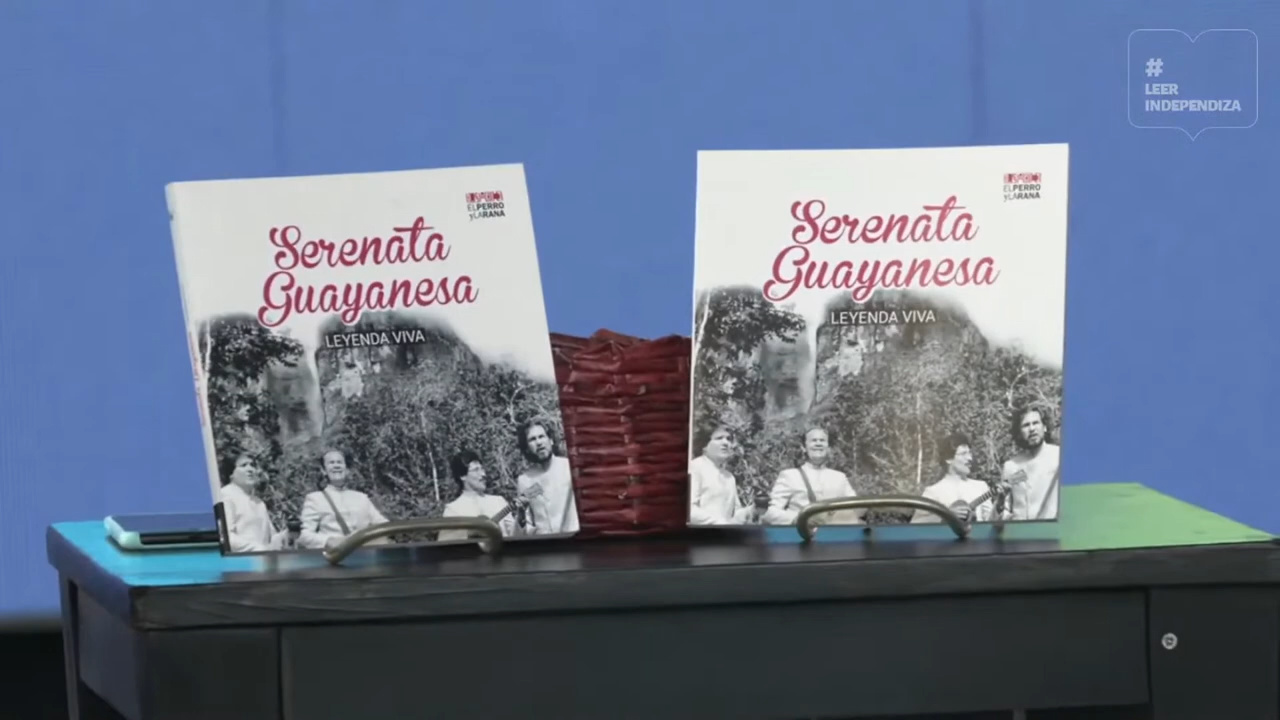 #
LEER
INDEPENDIZA
EL PERRO
y LA RANA
Serenata
Guayanesa
LEYENDA VIVA
EL PERRO
y LA RANA
Serenata
Guayanesa
LEYENDA VIVA